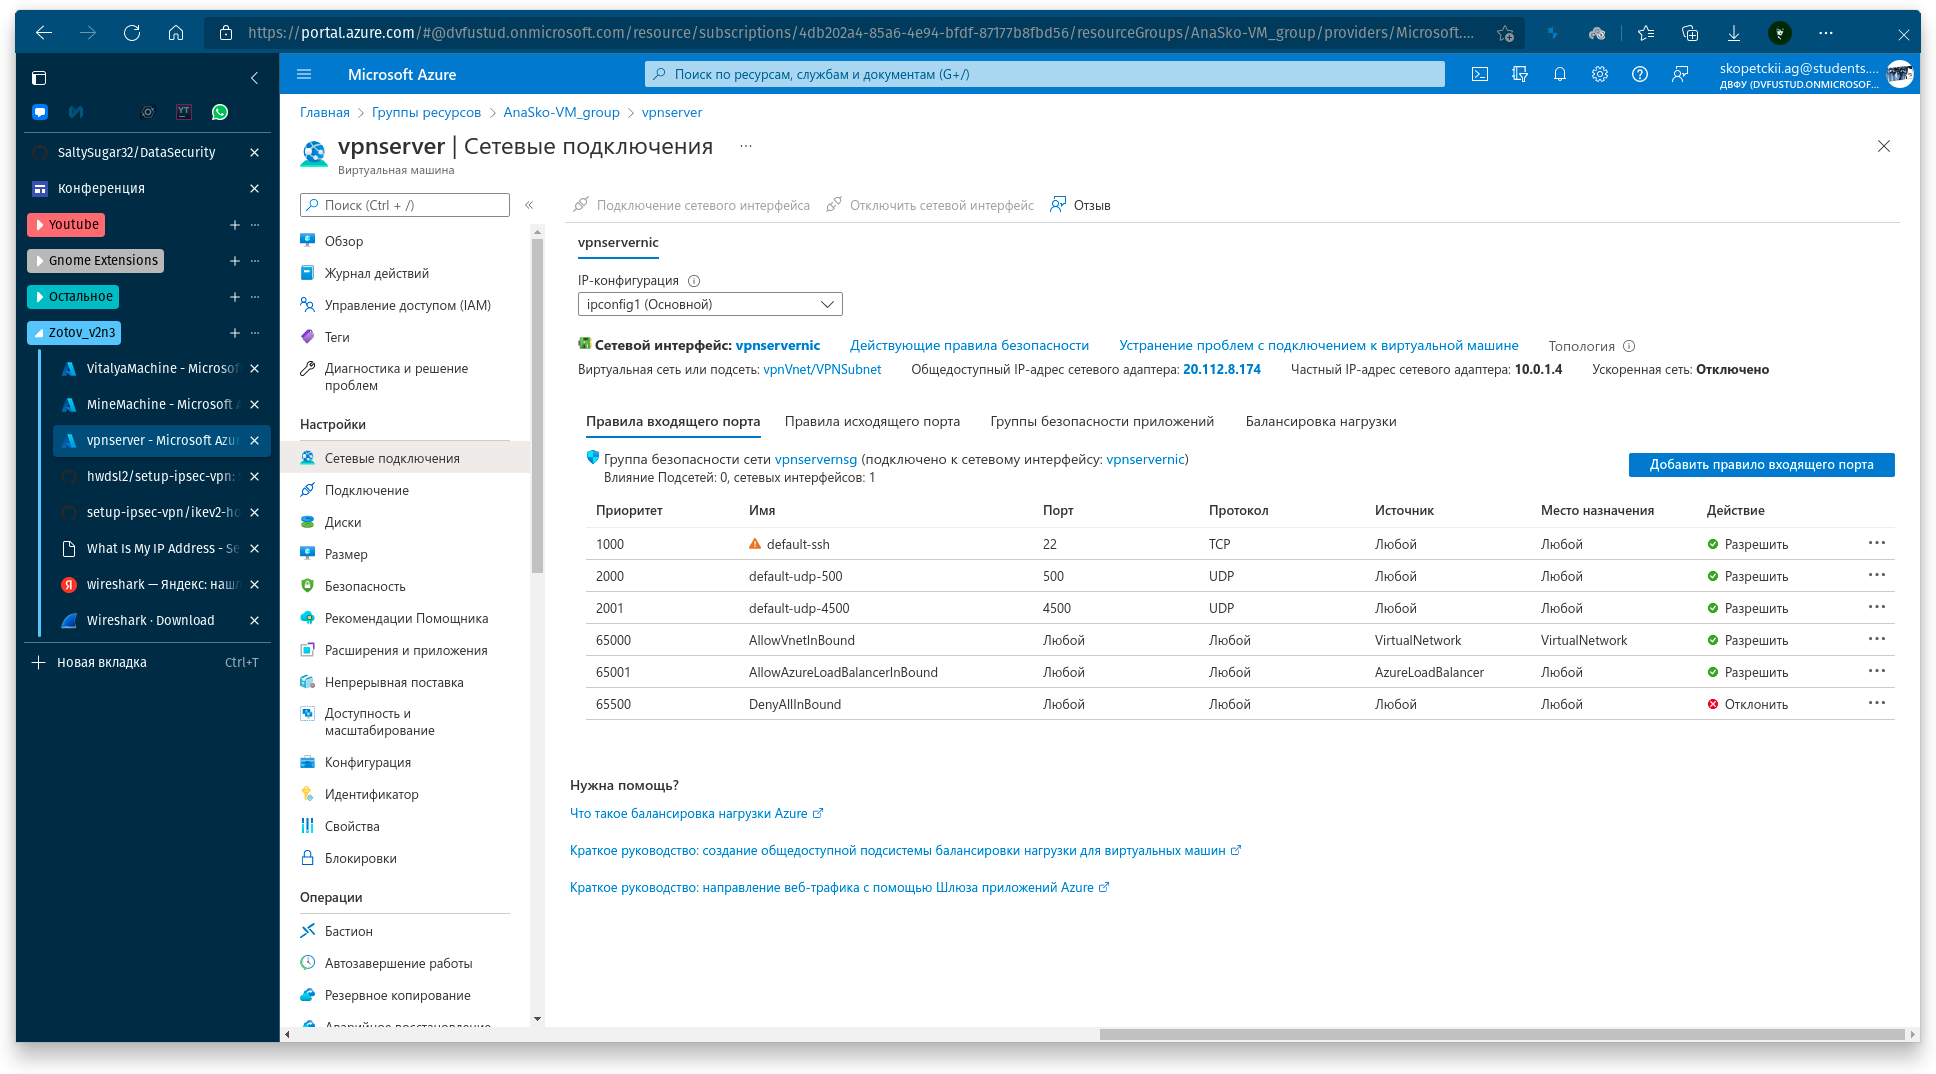 https://portal.azure.com/#@dvfustud.onmicrosoft.com/resource/subscriptions/4db202a4-85a6-4e94-bfdf-87177b8fbd56/resourceGroups/AnaSko-VM_group/providers/Microsoft....
SaltySugar32/DataSecurity
Конференция
Youtube
Gnome Extensions
Остальное
Zotov_v2n3
VitalyaMachine - Microsof
MineMachine - Microsoft A
vpnserver - Microsoft Azu
hwdsl2/setup-ipsec-vpn:
setup-ipsec-vpn/ikev2-ho
What Is My IP Address - Se
wireshark — Яндекс: нашл
Wireshark · Download
Новая вкладка Ctrl+T
Microsoft Azure
Поиск по ресурсам, службам и документам (G+/)
skopetckii.ag@students....
ДВФУ (DVFUSTUD.ONMICROSOF...
Главная > Группы ресурсов > AnaSko-VM_group > vpnserver
vpnserver | Сетевые подключения ...
Виртуальная машина
Поиск (Ctrl + /)
Обзор
Журнал действий
Управление доступом (IAM)
Теги
Диагностика и решение
проблем
Настройки
Сетевые подключения
Подключение
Диски
Размер
Безопасность
Рекомендации Помощника
Расширения и приложения
Непрерывная поставка
Доступность и
масштабирование
Конфигурация
Идентификатор
Свойства
Блокировки
Операции
Бастион
Автозавершение работы
Резервное копирование
Аварийное восстановление
Подключение сетевого интерфейса Отключить сетевой интерфейс Отзыв
vpnservernic
IP-конфигурация
ipconfig1 (Основной)
Сетевой интерфейс: vpnservernic Действующие правила безопасности Устранение проблем с подключением к виртуальной машине Топология
Виртуальная сеть или подсеть: vpnVnet/VPNSubnet Общедоступный IP-адрес сетевого адаптера: 20.112.8.174 Частный IP-адрес сетевого адаптера: 10.0.1.4 Ускоренная сеть: Отключено
Правила входящего порта Правила исходящего порта Группы безопасности приложений Балансировка нагрузки
Группа безопасности сети vpnservernsg (подключено к сетевому интерфейсу: vpnservernic)
Влияние Подсетей: 0, сетевых интерфейсов: 1
Добавить правило входящего порта
Приоритет Имя Порт Протокол Источник Место назначения Действие
1000 default-ssh 22 TCP Любой Любой Разрешить
2000 default-udp-500 500 UDP Любой Любой Разрешить
2001 default-udp-4500 4500 UDP Любой Любой Разрешить
65000 AllowVnetInBound Любой Любой VirtualNetwork VirtualNetwork Разрешить
65001 AllowAzureLoadBalancerInBound Любой Любой AzureLoadBalancer Любой Разрешить
65500 DenyAllInBound Любой Любой Любой Любой Отклонить
Нужна помощь?
Что такое балансировка нагрузки Azure
Краткое руководство: создание общедоступной подсистемы балансировки нагрузки для виртуальных машин
Краткое руководство: направление веб-трафика с помощью Шлюза приложений Azure